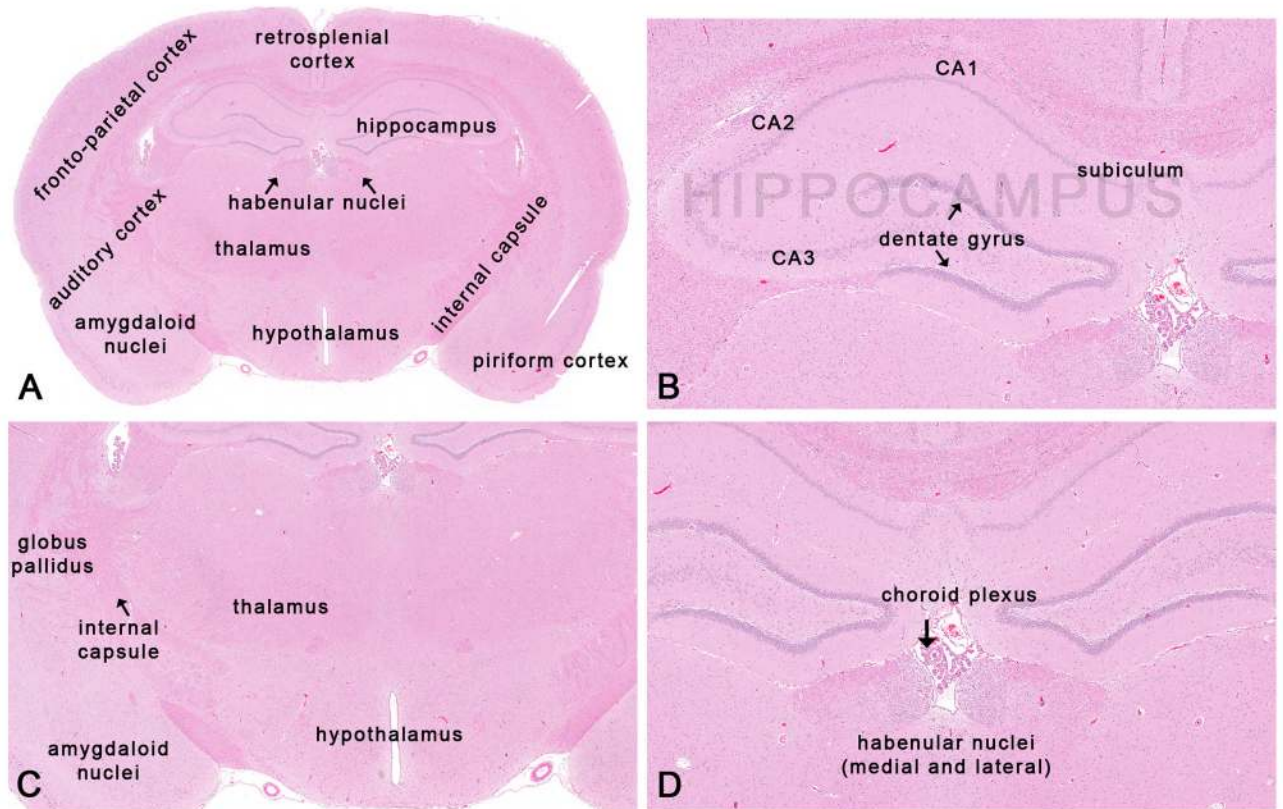 retrosplenial
cortex
fronto-parietal cortex
hippocampus
habenular nuclei
auditory cortex
thalamus
internal capsule
amygdaloid
nuclei
hypothalamus
piriform cortex
A
CA1
CA2
subiculum
HIPPOCAMPUS
dentate gyrus
CA3
B
globus
pallidus
thalamus
internal
capsule
hypothalamus
amygdaloid
nuclei
C
choroid plexus
habenular nuclei
(medial and lateral)
D